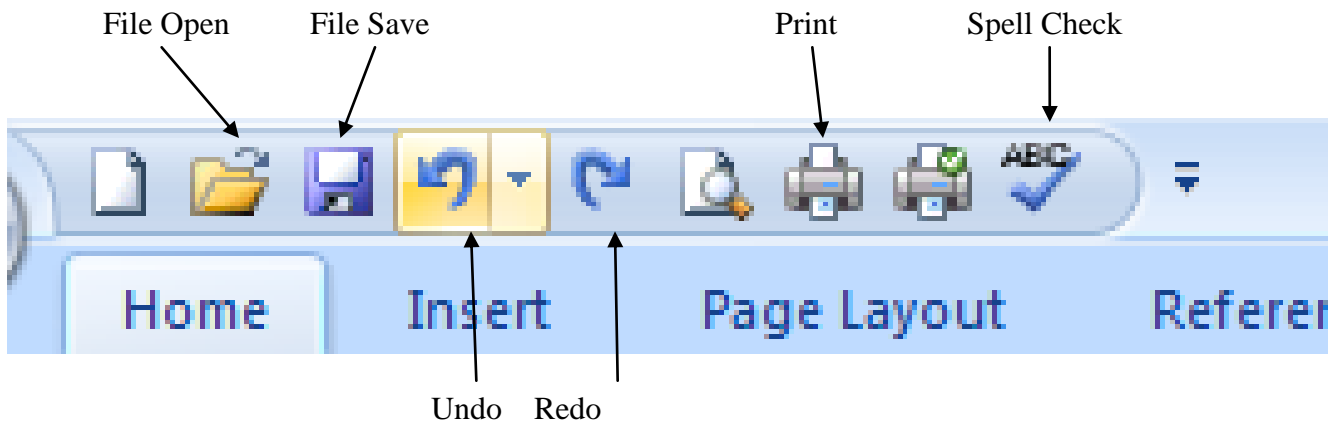 File Open File Save Print Spell Check
ABC
Home Insert Page Layout Referen
Undo Redo